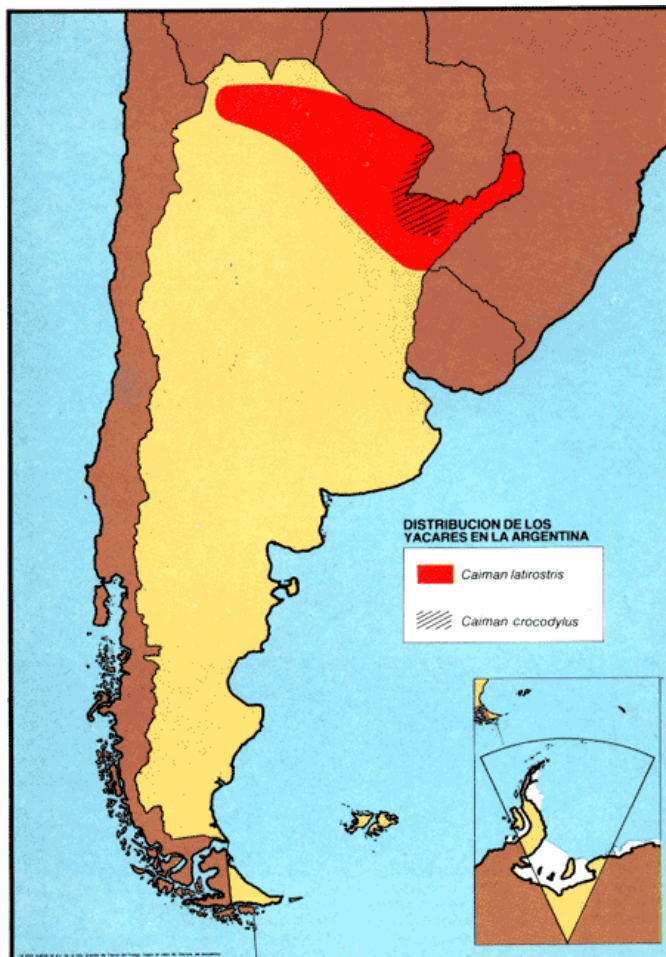 DISTRIBUCION DE LOS
YACARES EN LA ARGENTINA
Caiman latirostris
Caiman crocodylus